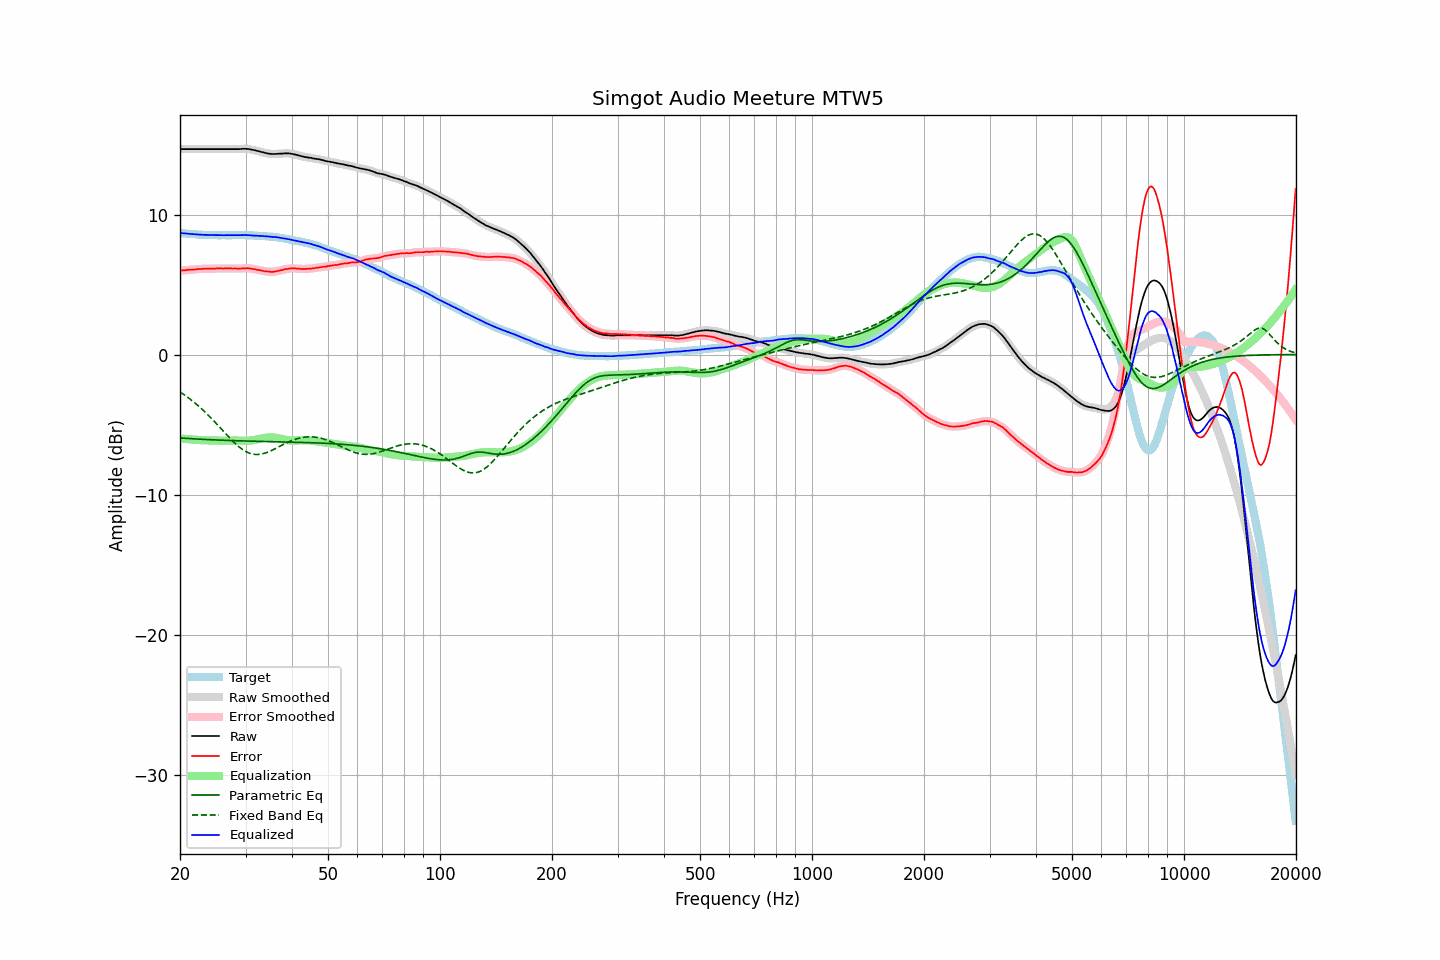 Simgot Audio Meeture MTW5
Amplitude (dBr)
10
0
−10
−20
−30
Target
Raw Smoothed
Error Smoothed
Raw
Error
Equalization
Parametric Eq
Fixed Band Eq
Equalized
20 50 100 200 500 1000 2000 5000 10000 20000
Frequency (Hz)